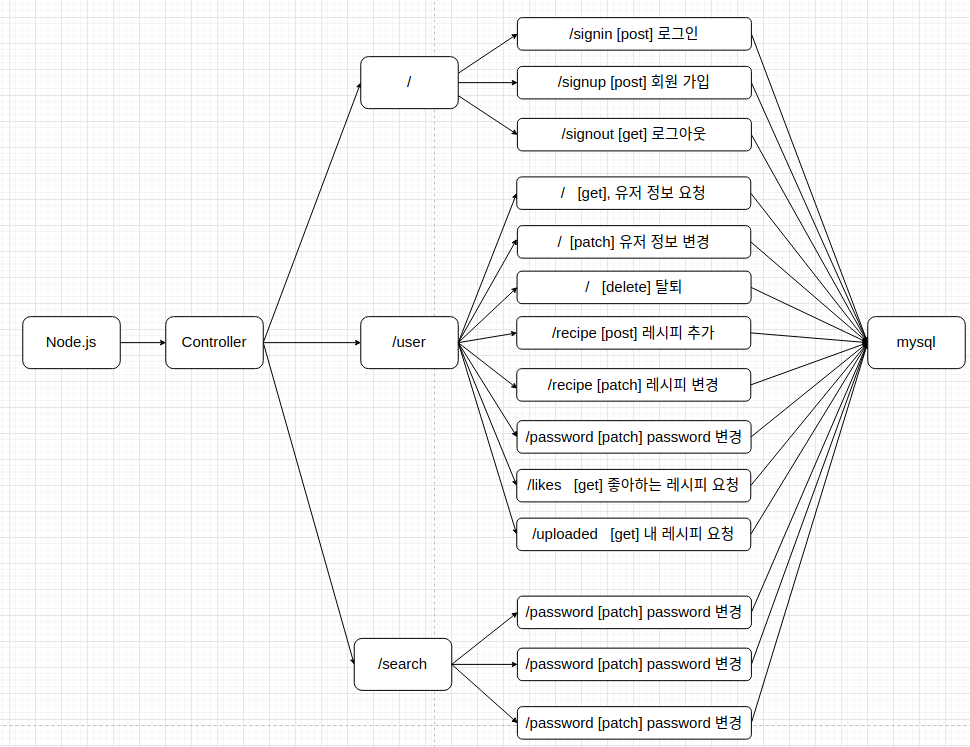 /signin [post] 로그인
/
/signup [post] 회원 가입
/signout [get] 로그아웃
/ [get], 유저 정보 요청
/ [patch] 유저 정보 변경
/ [delete] 탈퇴
Node.js
Controller
/user
/recipe [post] 레시피 추가
mysql
/recipe [patch] 레시피 변경
/password [patch] password 변경
/likes [get] 좋아하는 레시피 요청
/uploaded [get] 내 레시피 요청
/password [patch] password 변경
/search
/password [patch] password 변경
/password [patch] password 변경